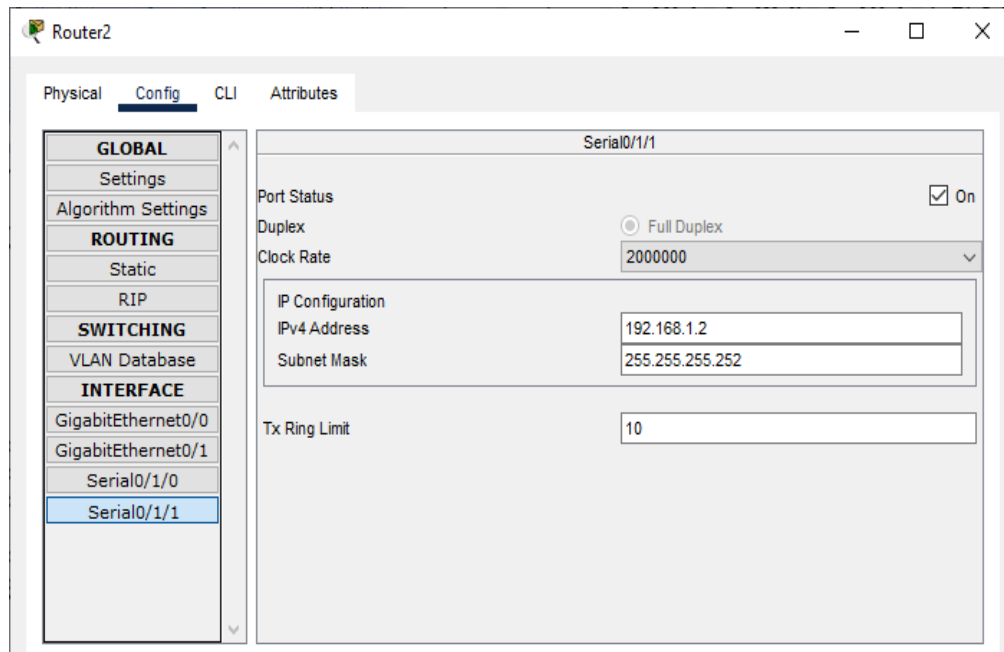 Router2
Physical Config CLI Attributes
GLOBAL
Settings
Algorithm Settings
ROUTING
Static
RIP
SWITCHING
VLAN Database
INTERFACE
GigabitEthernet0/0
GigabitEthernet0/1
Serial0/1/0
Serial0/1/1
Serial0/1/1
Port Status On
Duplex Full Duplex
Clock Rate 2000000
IP Configuration
IPv4 Address 192.168.1.2
Subnet Mask 255.255.255.252
Tx Ring Limit 10